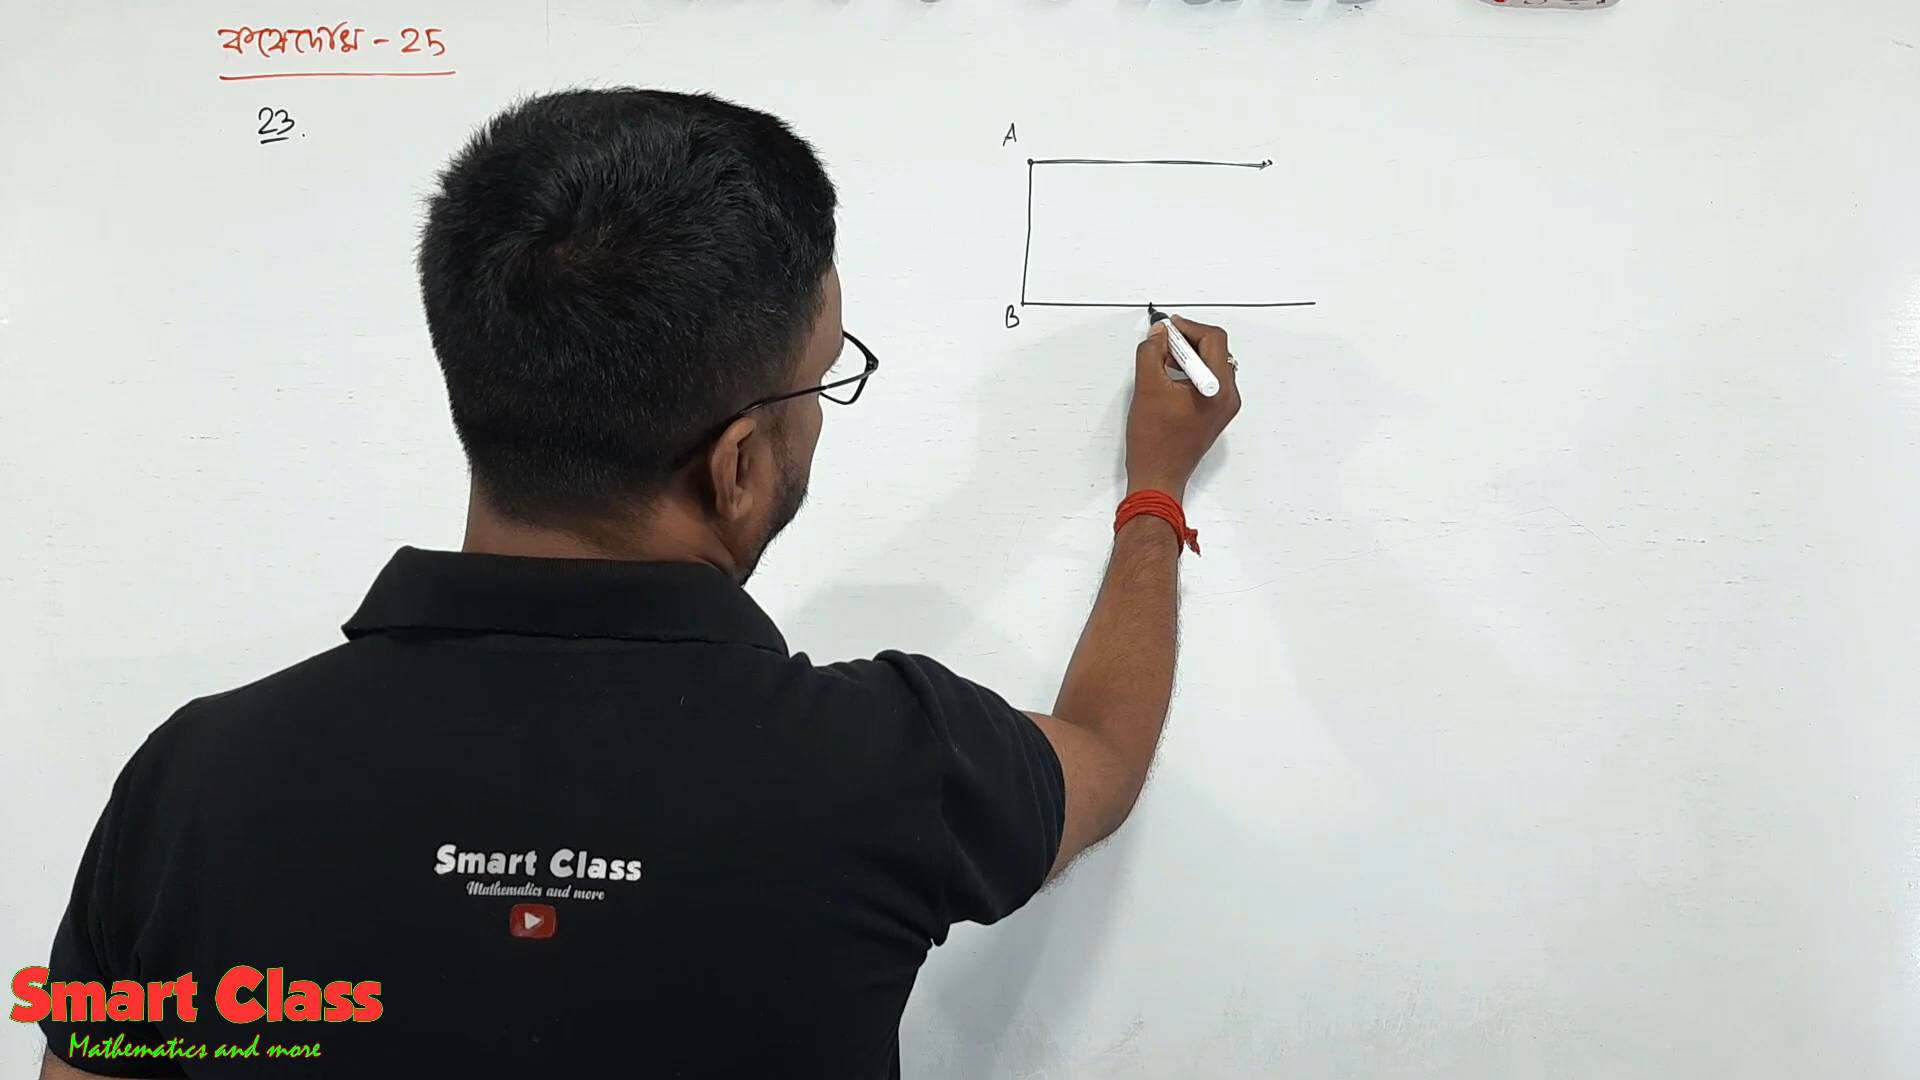 কষে দেখি - 25
23.
A
B
Smart Class
Mathematics and more
Smart Class
Mathematics and more